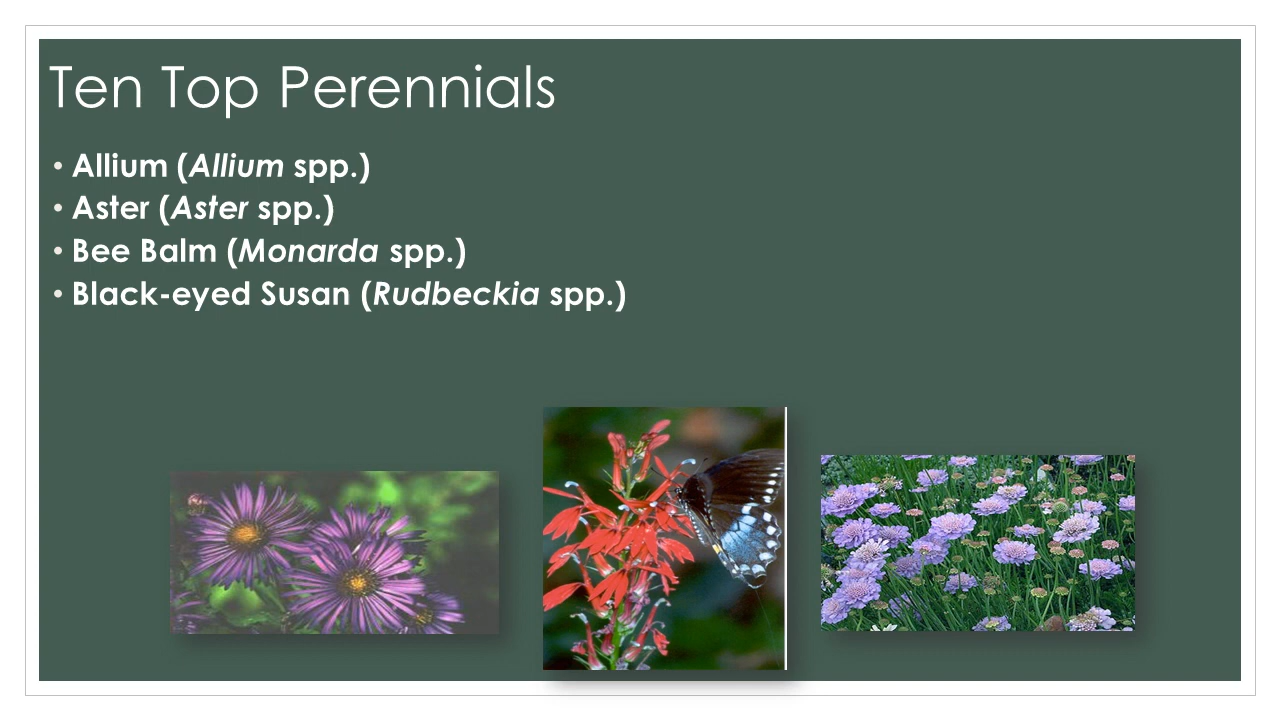 Ten Top Perennials
• Allium (Allium spp.)
• Aster (Aster spp.)
• Bee Balm (Monarda spp.)
• Black-eyed Susan (Rudbeckia spp.)